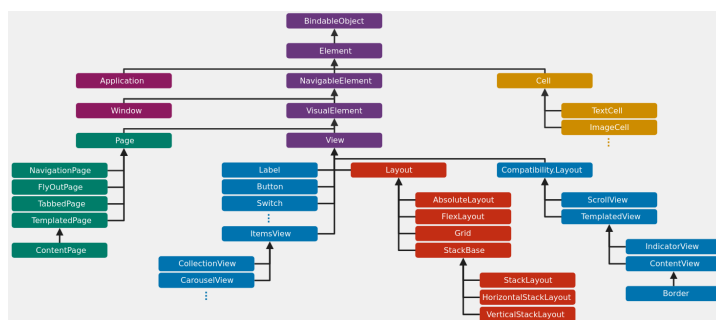 BindableObject
Element
Application
NavigableElement
Cell
Window
VisualElement
TextCell
ImageCell
Page
View
NavigationPage
FlyOutPage
TabbedPage
TemplatedPage
ContentPage
Label
Button
Switch
ItemsView
CollectionView
CarouselView
Layout
AbsoluteLayout
FlexLayout
Grid
StackBase
StackLayout
HorizontalStackLayout
VerticalStackLayout
Compatibility.Layout
ScrollView
TemplatedView
IndicatorView
ContentView
Border